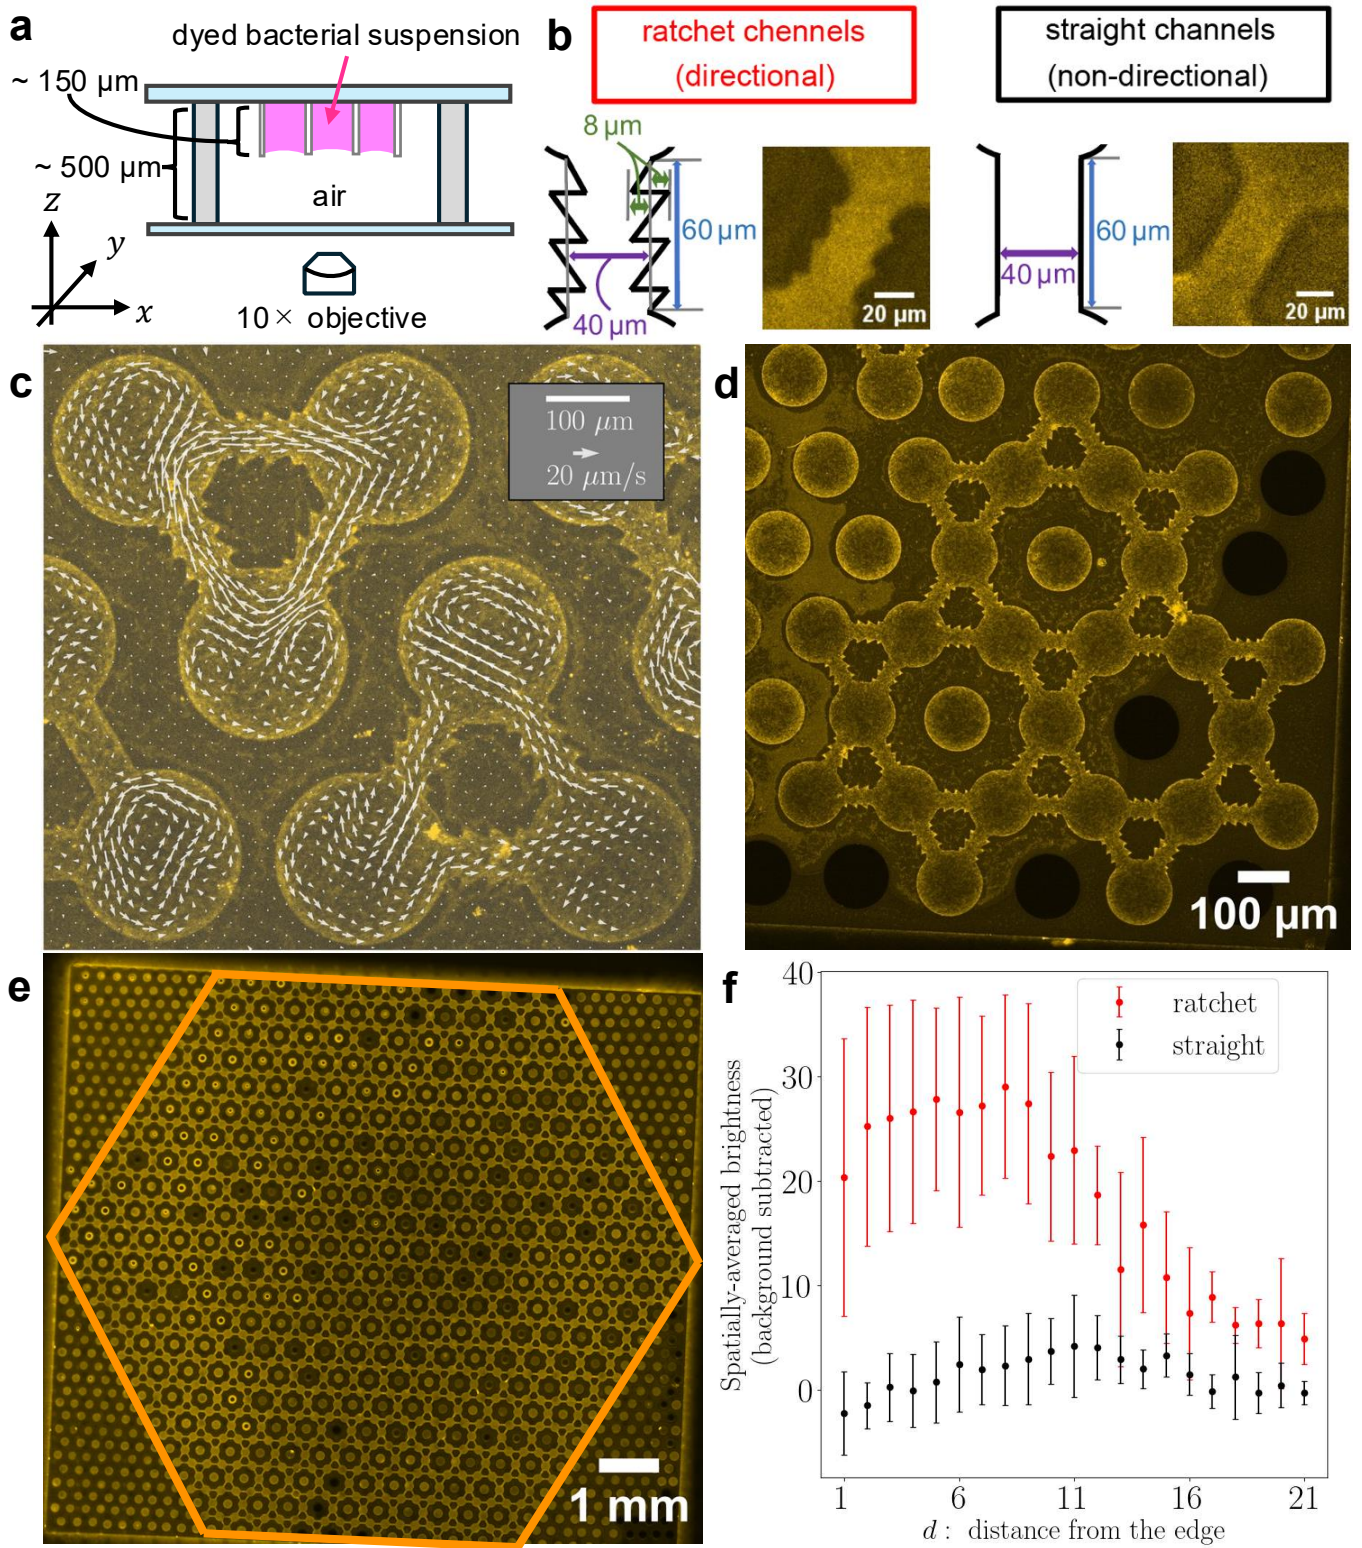 a
dyed bacterial suspension
~ 150 μm
~ 500 μm
air
z
y
x
10× objective
b
ratchet chennels
(directional)
straight channels
(non-directional)
8 μm
60 μm
40 μm
20 μm
60 μm
40 μm
20 μm
c
100 μm
20 μm/s
d
100 μm
e
1 mm
f
ratchet
straight
Spatially-averaged brightness
(background subtracted)
40
30
20
10
0
1 6 11 16 21
d : distance from the edge